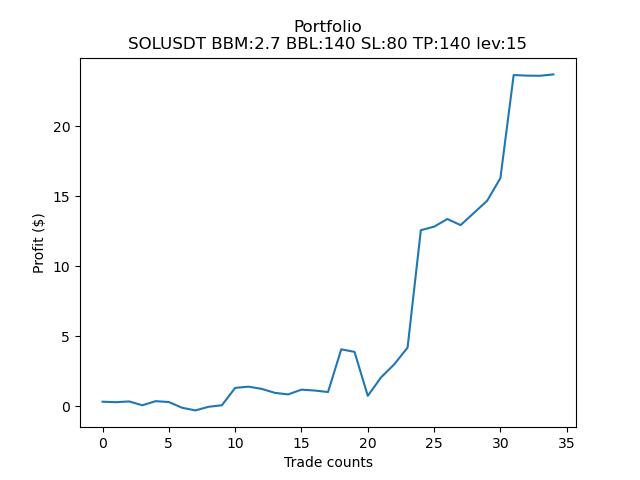 Portfolio
SOLUSDT BBM:2.7 BBL:140 SL:80 TP:140 lev:15
20
15
10
5
0
Profit ($)
0 5 10 15 20 25 30 35
Trade counts